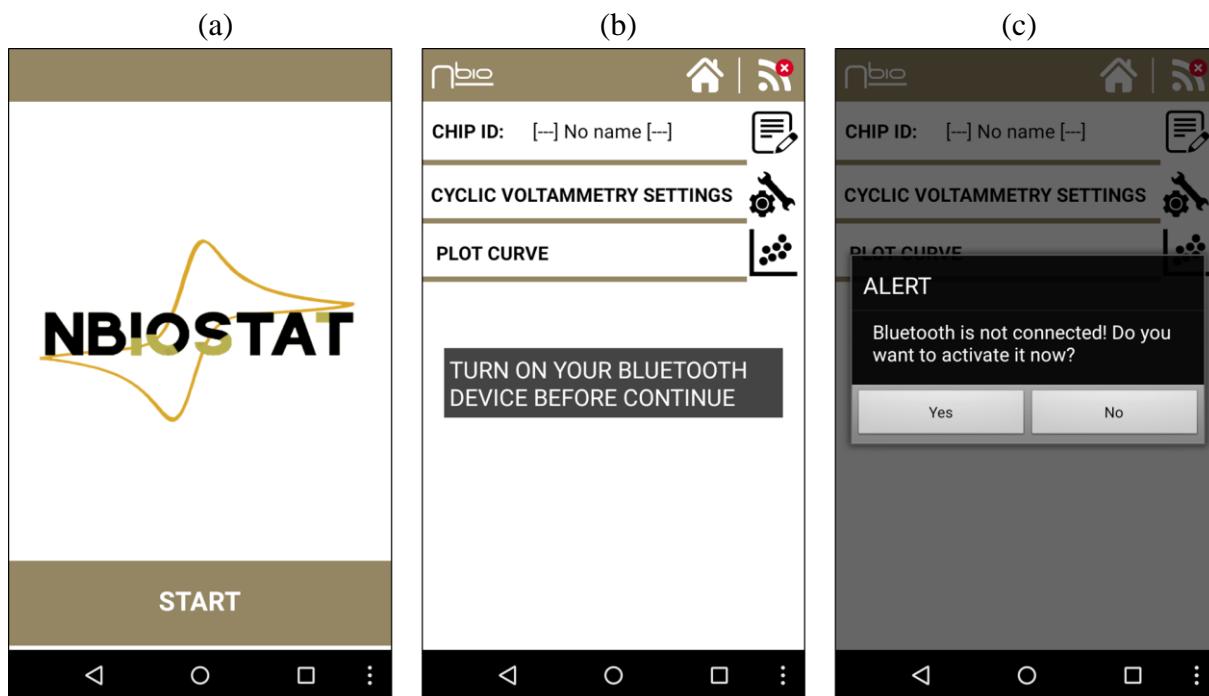 (a)
NBIOSTAT
START
(b)
nbio
CHIP ID: [---] No name [---]
CYCLIC VOLTAMMETRY SETTINGS
PLOT CURVE
TURN ON YOUR BLUETOOTH
DEVICE BEFORE CONTINUE
(c)
nbio
CHIP ID: [---] No name [---]
CYCLIC VOLTAMMETRY SETTINGS
PLOT CURVE
ALERT
Bluetooth is not connected! Do you
want to activate it now?
Yes No